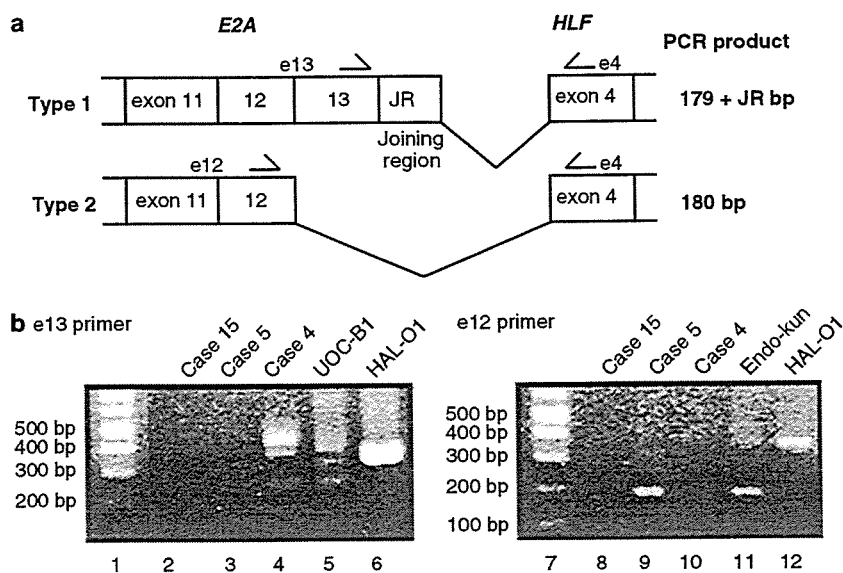 a
E2A
HLF
PCR product
e13
e4
Type 1
exon 11
12
13
JR
exon 4
179 + JR bp
Joining
region
e12
e4
Type 2
exon 11
12
exon 4
180 bp
b e13 primer
Case 15
Case 5
Case 4
UOC-B1
HAL-O1
500 bp
400 bp
300 bp
200 bp
1 2 3 4 5 6
e12 primer
Case 15
Case 5
Case 4
Endo-kun
HAL-O1
500 bp
400 bp
300 bp
200 bp
100 bp
7 8 9 10 11 12